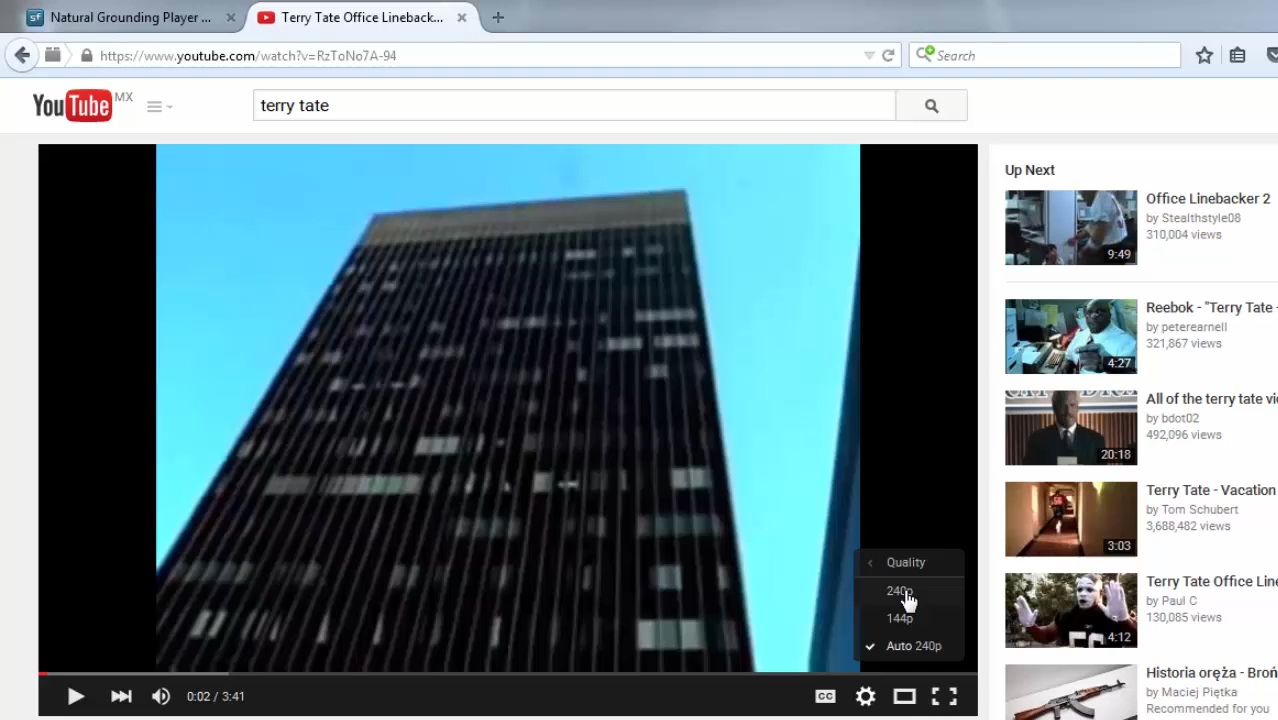 Natural Grounding Player ...
Terry Tate Office Lineback...
https://www.youtube.com/watch?v=RzToNo7A-94
Search
YouTube MX
terry tate
Up Next
Office Linebacker 2
by Stealthstyle08
310,004 views
9:49
Reebok - "Terry Tate -
by peterearnell
321,867 views
4:27
All of the terry tate vi
by bdot02
492,096 views
20:18
Terry Tate - Vacation
by Tom Schubert
3,688,482 views
3:03
Terry Tate Office Line
by Paul C
130,085 views
4:12
Historia oręża - Broń
by Maciej Piętka
Recommended for you
Quality
240p
144p
Auto 240p
0:02 / 3:41
CC